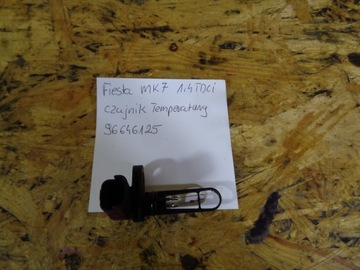 Fiesta MK7 1.4TDCi
czujnik Temperatury
96646125